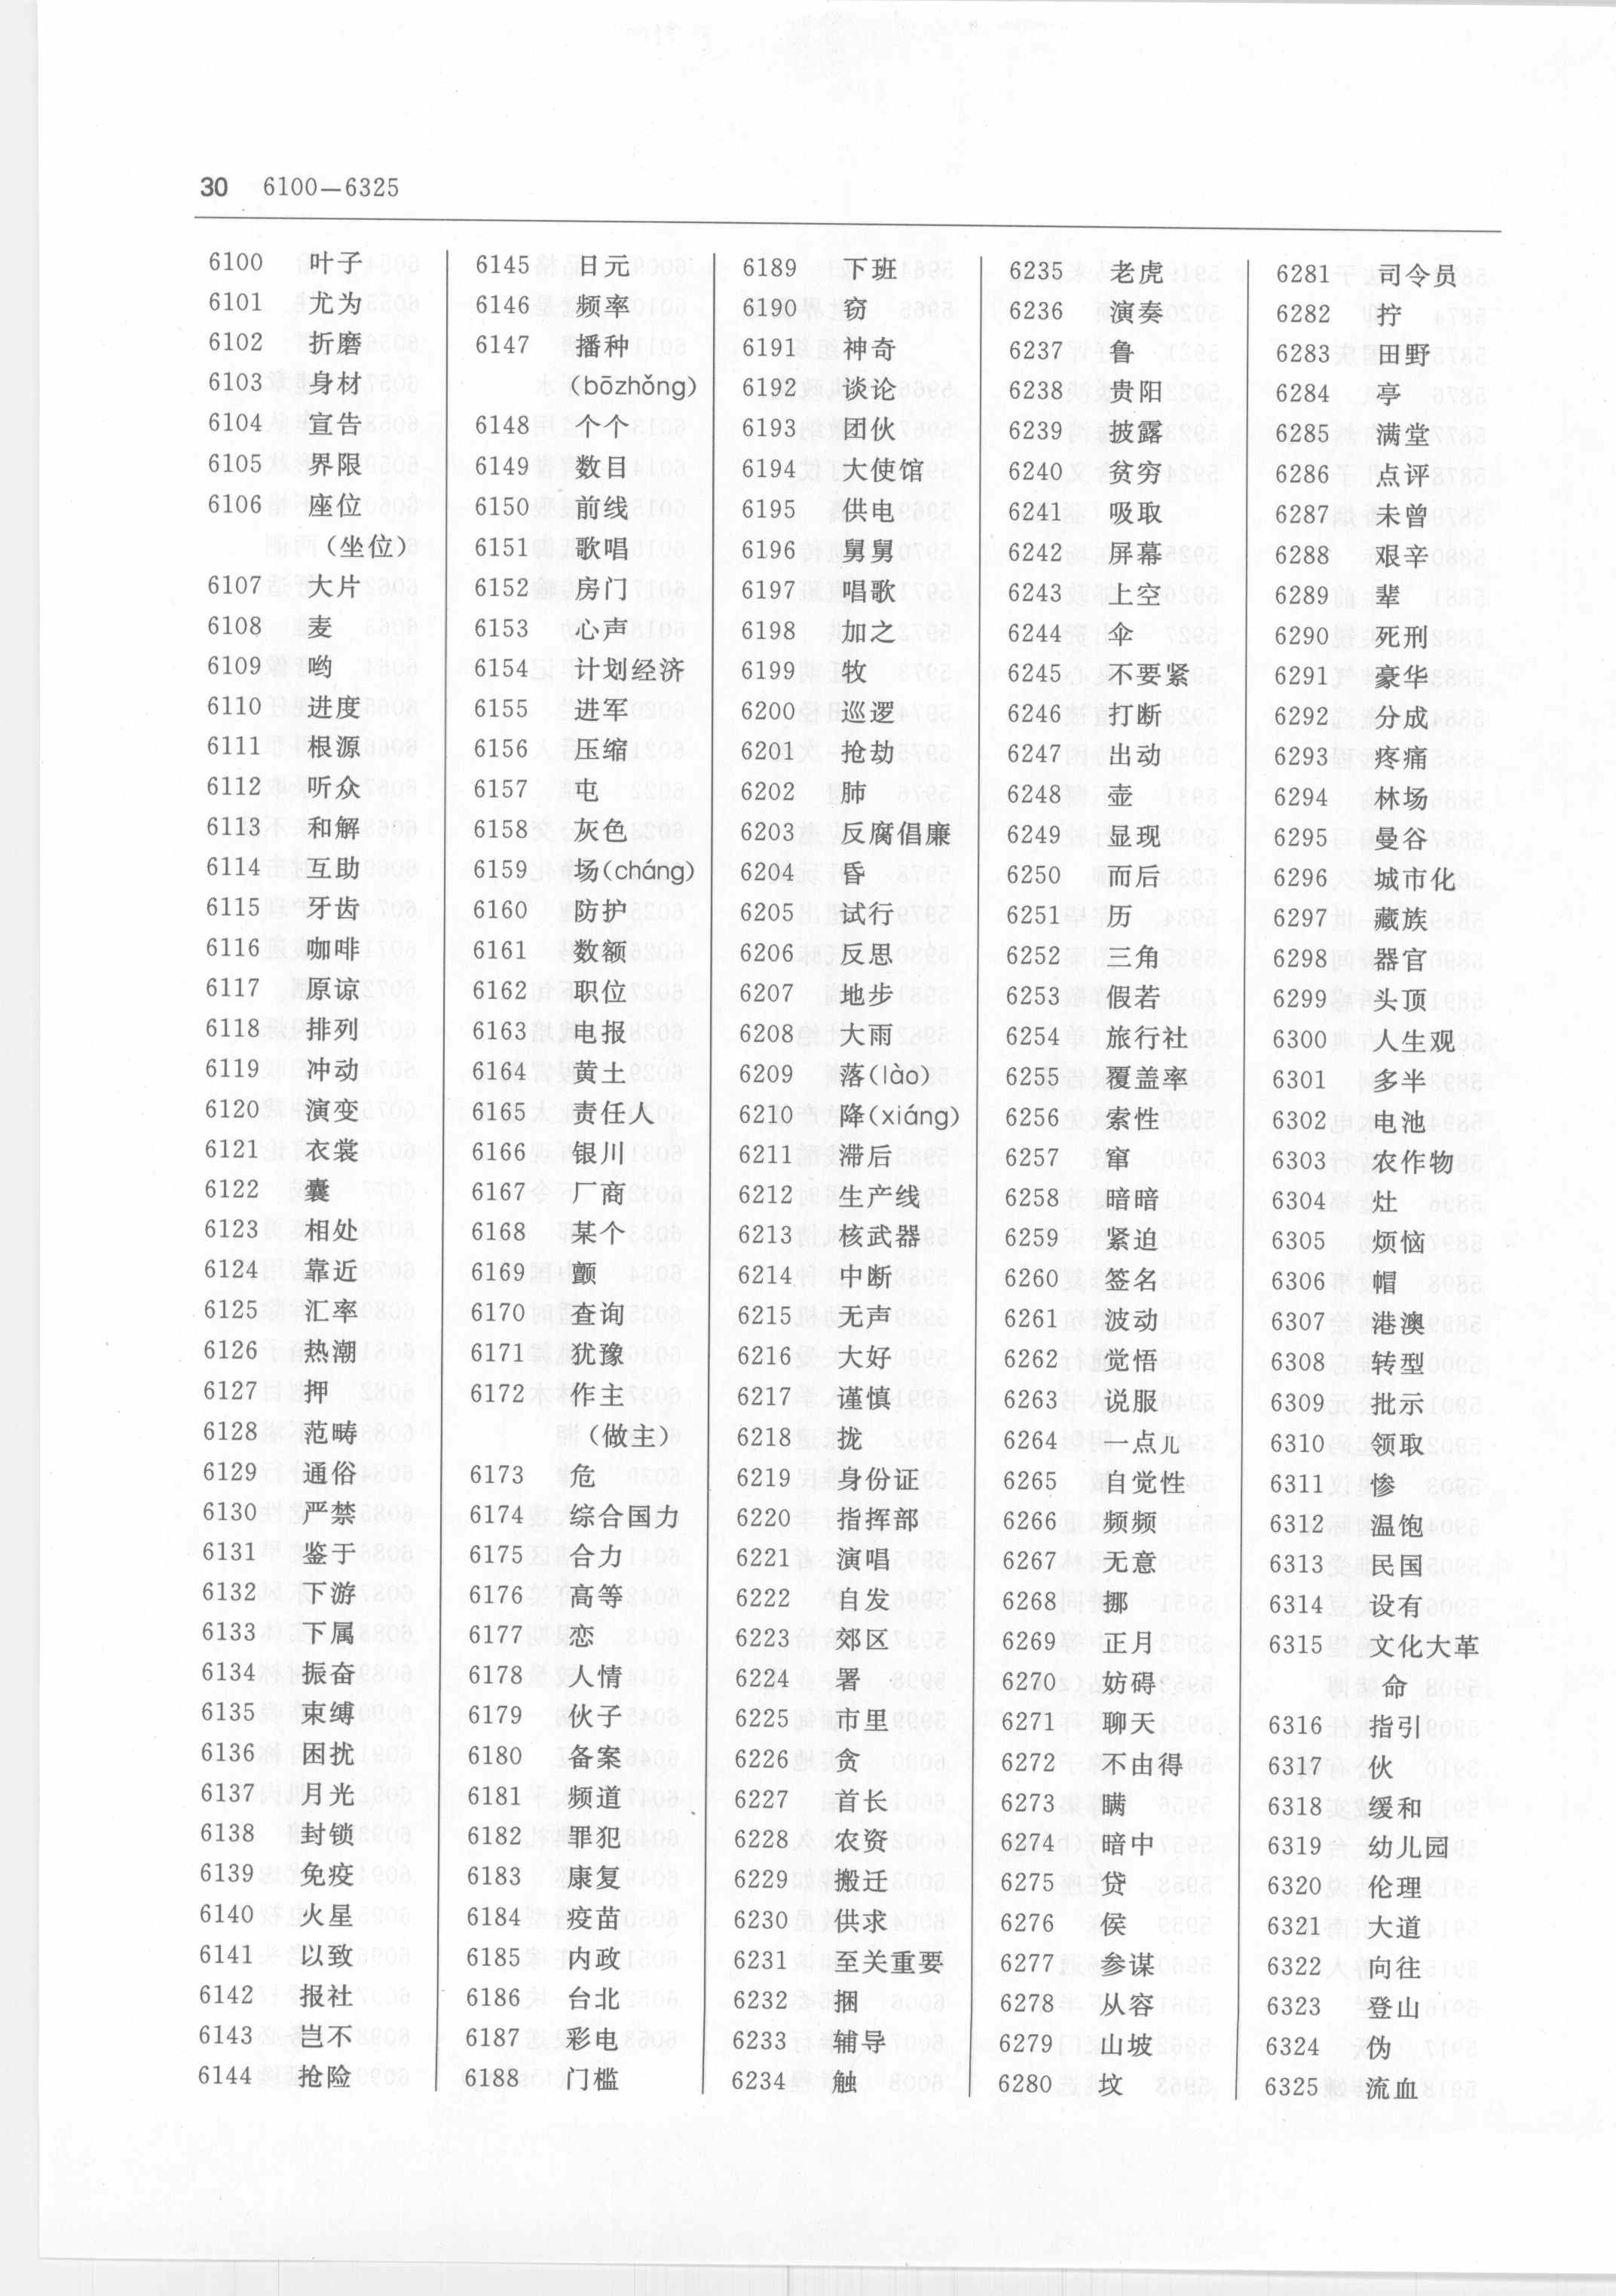 30 6100—6325
6100 叶子
6101 尤为
6102 折磨
6103 身材
6104 宣告
6105 界限
6106 座位
（坐位）
6107 大片
6108 麦
6109 哟
6110 进度
6111 根源
6112 听众
6113 和解
6114 互助
6115 牙齿
6116 咖啡
6117 原谅
6118 排列
6119 冲动
6120 演变
6121 衣裳
6122 囊
6123 相处
6124 靠近
6125 汇率
6126 热潮
6127 押
6128 范畴
6129 通俗
6130 严禁
6131 鉴于
6132 下游
6133 下属
6134 振奋
6135 束缚
6136 困扰
6137 月光
6138 封锁
6139 免疫
6140 火星
6141 以致
6142 报社
6143 岂不
6144 抢险
6145 日元
6146 频率
6147 播种
(bōzhǒng)
6148 个个
6149 数目
6150 前线
6151 歌唱
6152 房门
6153 心声
6154 计划经济
6155 进军
6156 压缩
6157 屯
6158 灰色
6159 场(cháng)
6160 防护
6161 数额
6162 职位
6163 电报
6164 黄土
6165 责任人
6166 银川
6167 厂商
6168 某个
6169 颤
6170 查询
6171 犹豫
6172 作主
（做主）
6173 危
6174 综合国力
6175 合力
6176 高等
6177 恋
6178 人情
6179 伙子
6180 备案
6181 频道
6182 罪犯
6183 康复
6184 疫苗
6185 内政
6186 台北
6187 彩电
6188 门槛
6189 下班
6190 窃
6191 神奇
6192 谈论
6193 团伙
6194 大使馆
6195 供电
6196 舅舅
6197 唱歌
6198 加之
6199 牧
6200 巡逻
6201 抢劫
6202 肺
6203 反腐倡廉
6204 昏
6205 试行
6206 反思
6207 地步
6208 大雨
6209 落(lào)
6210 降(xiáng)
6211 滞后
6212 生产线
6213 核武器
6214 中断
6215 无声
6216 大好
6217 谨慎
6218 拢
6219 身份证
6220 指挥部
6221 演唱
6222 自发
6223 郊区
6224 署
6225 市里
6226 贪
6227 首长
6228 农资
6229 搬迁
6230 供求
6231 至关重要
6232 捆
6233 辅导
6234 触
6235 老虎
6236 演奏
6237 鲁
6238 贵阳
6239 披露
6240 贫穷
6241 吸取
6242 屏幕
6243 上空
6244 伞
6245 不要紧
6246 打断
6247 出动
6248 壶
6249 显现
6250 而后
6251 历
6252 三角
6253 假若
6254 旅行社
6255 覆盖率
6256 索性
6257 窜
6258 暗暗
6259 紧迫
6260 签名
6261 波动
6262 觉悟
6263 说服
6264 一点儿
6265 自觉性
6266 频频
6267 无意
6268 挪
6269 正月
6270 妨碍
6271 聊天
6272 不由得
6273 瞒
6274 暗中
6275 贷
6276 侯
6277 参谋
6278 从容
6279 山坡
6280 坟
6281 司令员
6282 拧
6283 田野
6284 亭
6285 满堂
6286 点评
6287 未曾
6288 艰辛
6289 辈
6290 死刑
6291 豪华
6292 分成
6293 疼痛
6294 林场
6295 曼谷
6296 城市化
6297 藏族
6298 器官
6299 头顶
6300 人生观
6301 多半
6302 电池
6303 农作物
6304 灶
6305 烦恼
6306 帽
6307 港澳
6308 转型
6309 批示
6310 领取
6311 惨
6312 温饱
6313 民国
6314 设有
6315 文化大革
命
6316 指引
6317 伙
6318 缓和
6319 幼儿园
6320 伦理
6321 大道
6322 向往
6323 登山
6324 伪
6325 流血